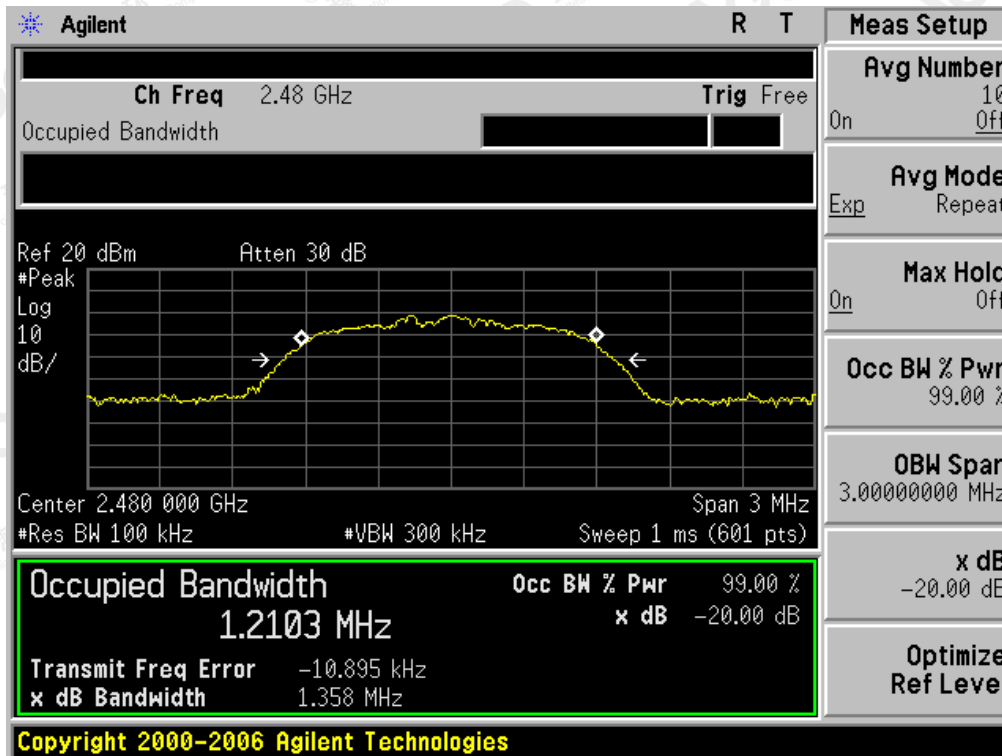 Agilent R T
Meas Setup
Ch Freq 2.48 GHz Trig Free
Occupied Bandwidth
Ref 20 dBm Atten 30 dB
#Peak
Log
10
dB/
Center 2.480 000 GHz Span 3 MHz
#Res BW 100 kHz #VBW 300 kHz Sweep 1 ms (601 pts)
Occupied Bandwidth
1.2103 MHz
Occ BW % Pwr 99.00 %
x dB -20.00 dB
Transmit Freq Error -10.895 kHz
x dB Bandwidth 1.358 MHz
Avg Number
10
On Off
Avg Mode
Exp Repeat
Max Hold
On Off
Occ BW % Pwr
99.00 %
OBW Span
3.00000000 MHz
x dB
-20.00 dB
Optimize
Ref Level
Copyright 2000-2006 Agilent Technologies